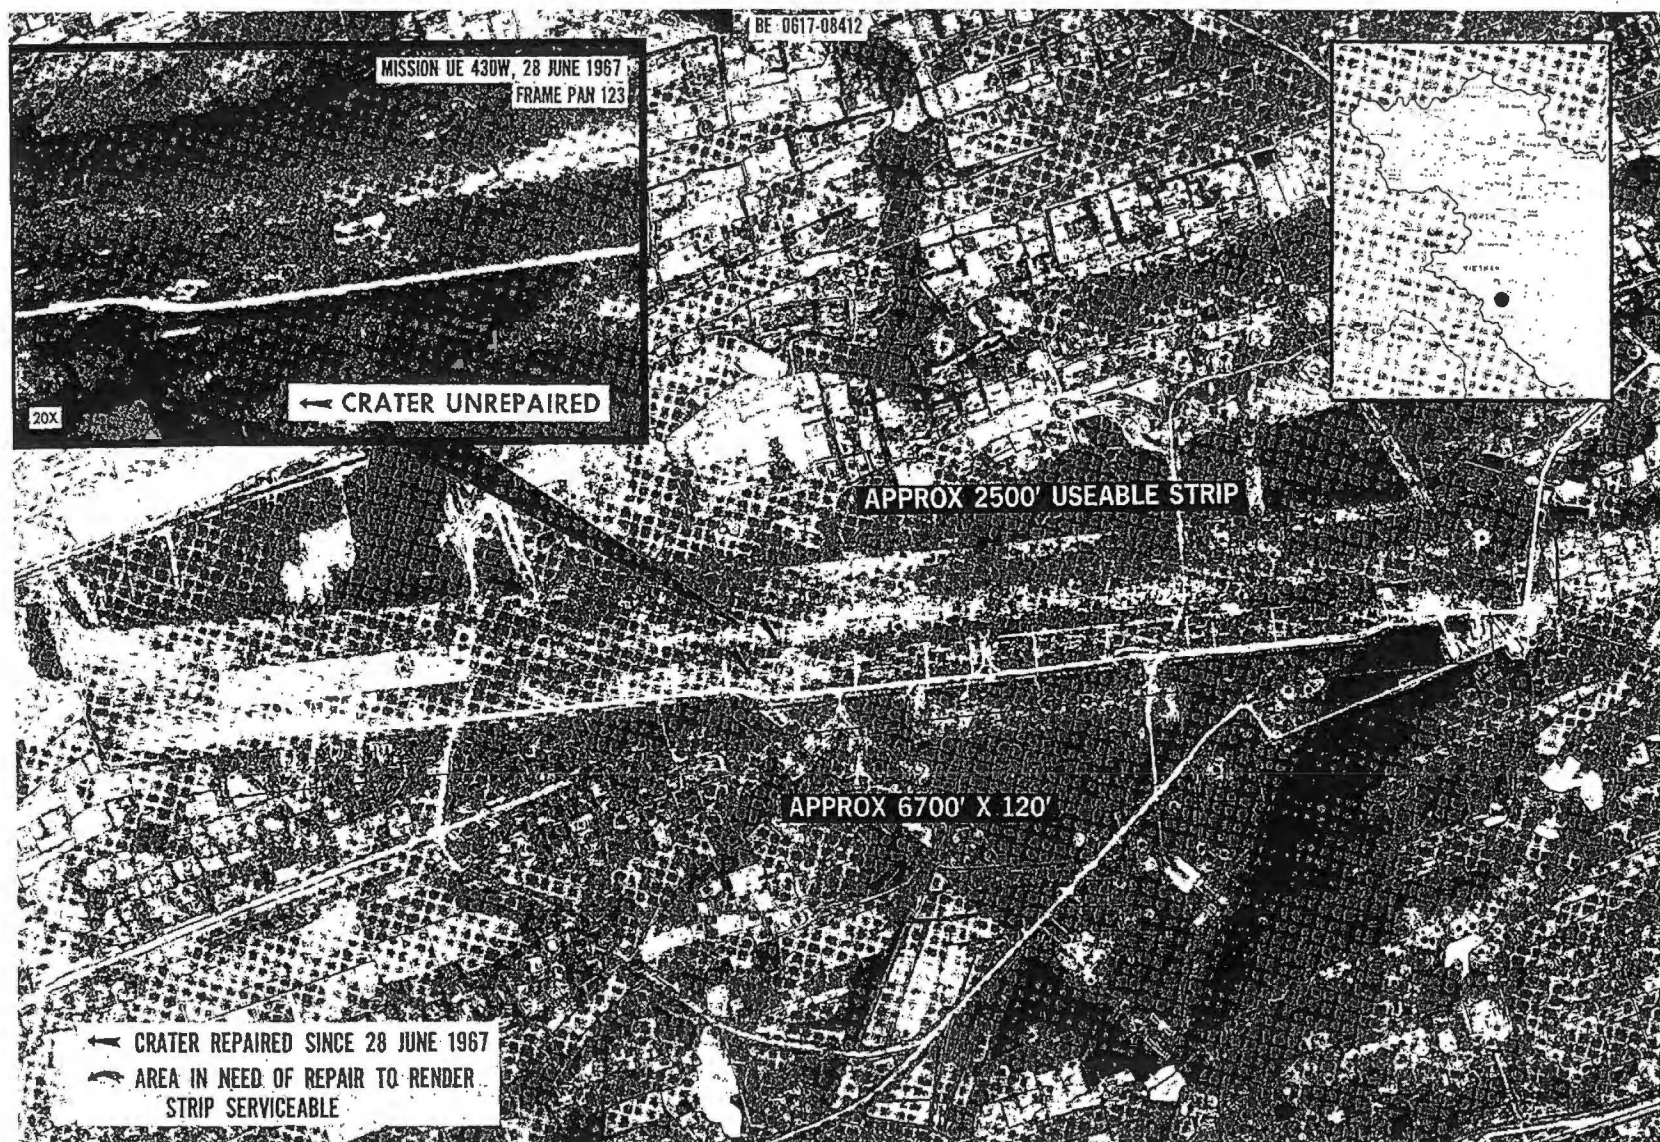 BE 0617-08412
MISSION UE 430W, 28 JUNE 1967
FRAME PAN 123
CRATER UNREPAIRED
20X
VIETNAM
APPROX 2500' USEABLE STRIP
APPROX 6700' X 120'
CRATER REPAIRED SINCE 28 JUNE 1967
AREA IN NEED OF REPAIR TO RENDER
STRIP SERVICEABLE